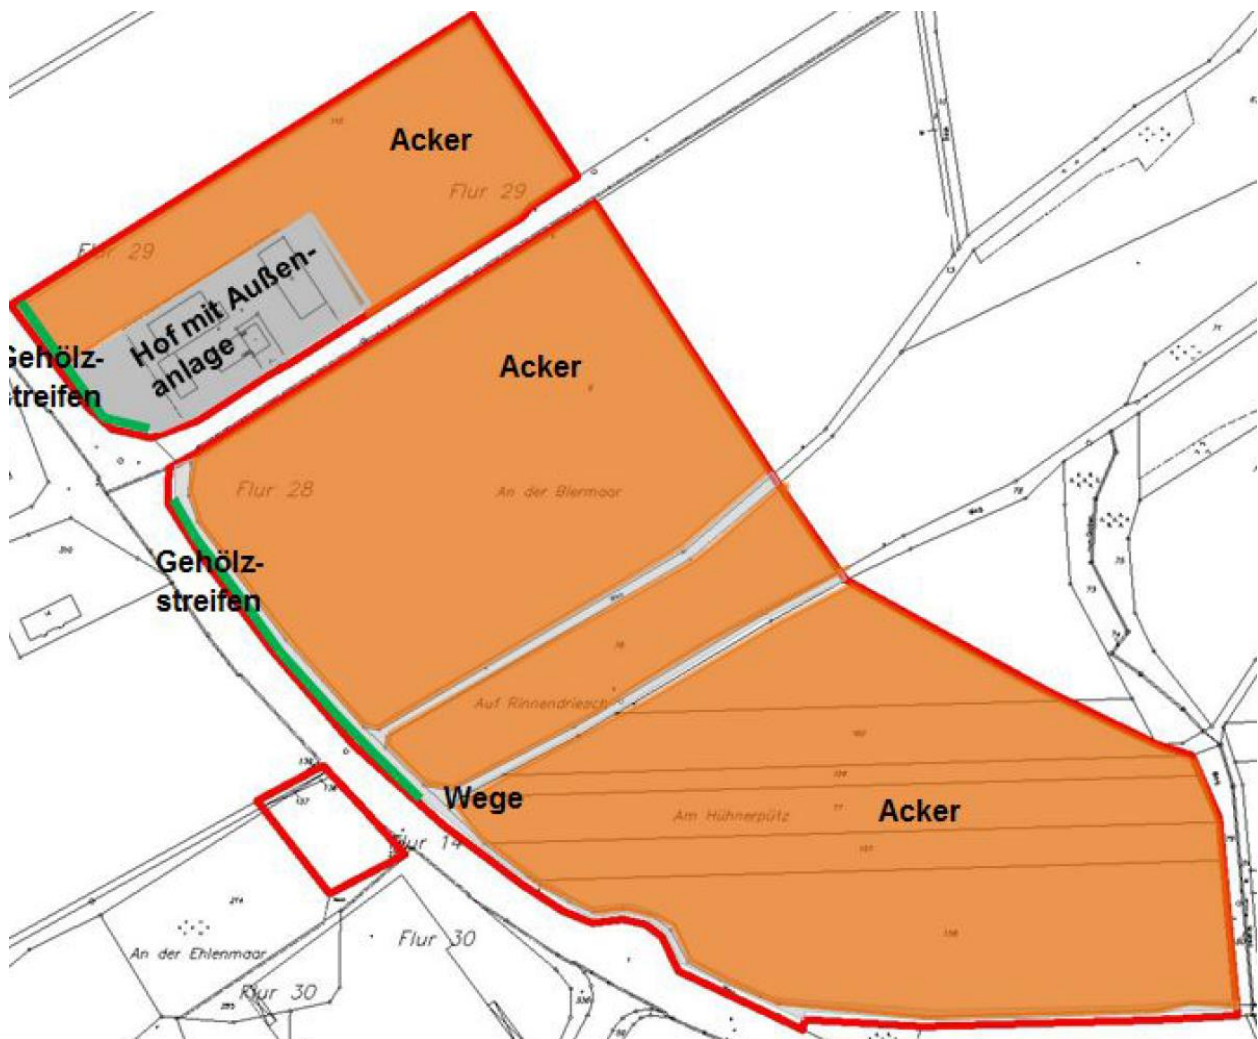 Acker
Flur 29
Flur 29
Hof mit Außen-
anlage
Gehölz-
streifen
Acker
Flur 28
An der Biermaar
Gehölz-
streifen
Auf Rinnendriesch
Wege
Am Hühnerpütz
Acker
Flur 14
Flur 30
An der Ehlenmaar
Flur 30